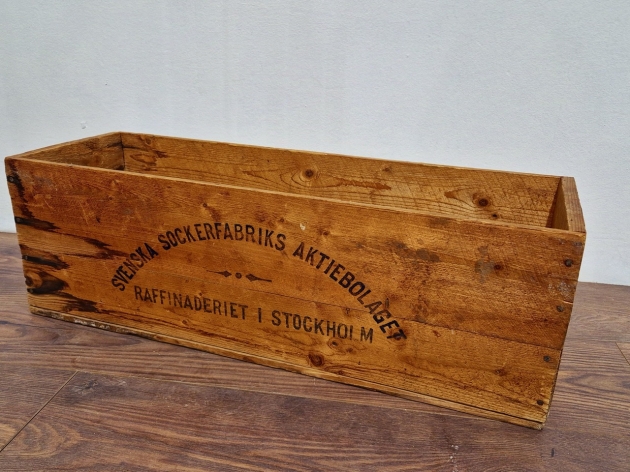 SVENSKA SOCKERFABRIKS AKTIEBOLAGET
RAFFINADERIET I STOCKHOLM